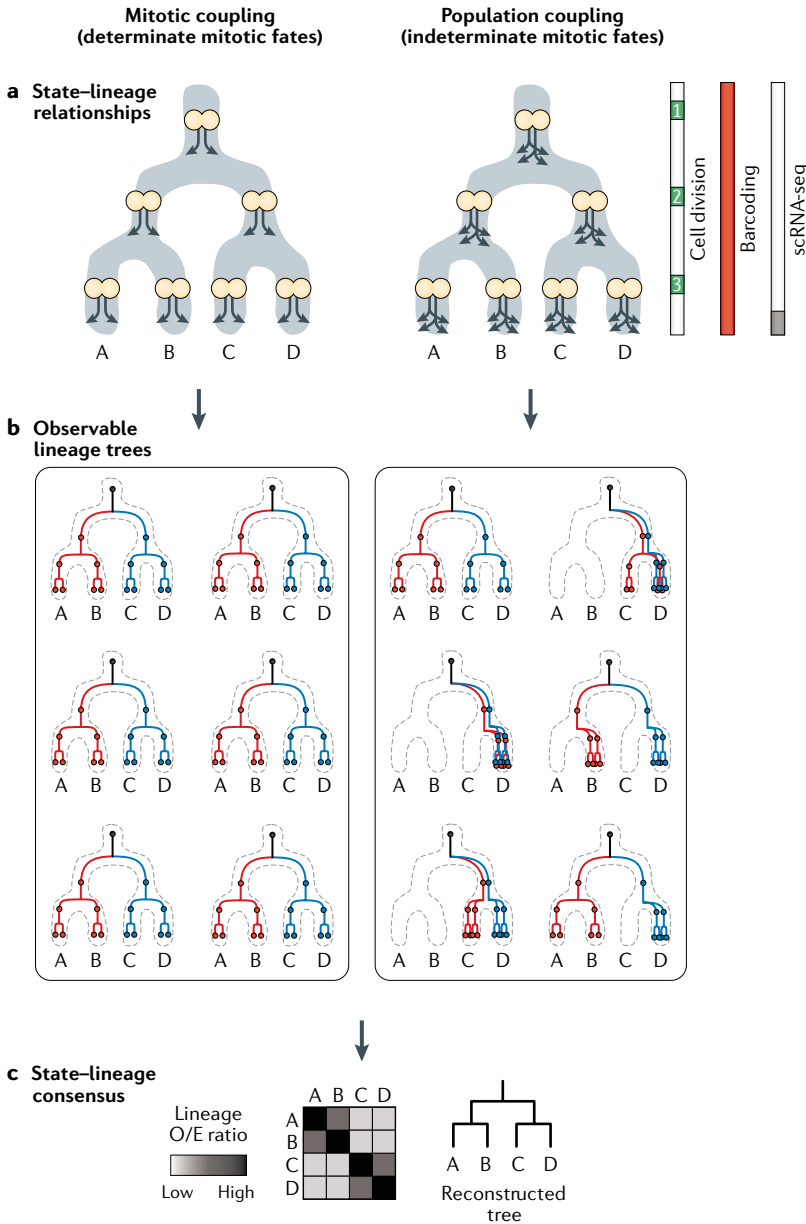 Mitotic coupling
(determinate mitotic fates)
Population coupling
(indeterminate mitotic fates)
a State–lineage
relationships
1
2
3
Cell division
Barcoding
scRNA-seq
A B C D
A B C D
b Observable
lineage trees
A B C D
A B C D
A B C D
A B C D
A B C D
A B C D
A B C D
A B C D
A B C D
A B C D
A B C D
A B C D
c State–lineage
consensus
Lineage
O/E ratio
Low High
A B C D
A
B
C
D
A B C D
Reconstructed
tree